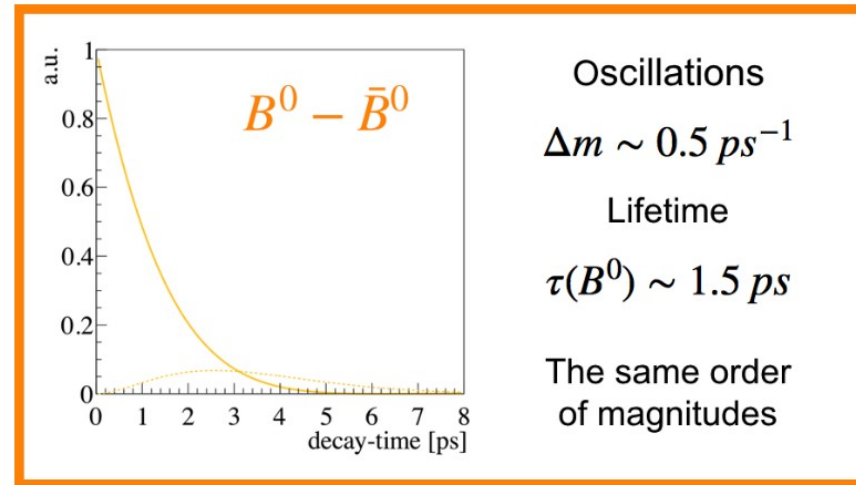 a.u.
1
0.8
0.6
0.4
0.2
0
0 1 2 3 4 5 6 7 8
decay-time [ps]
B⁰ – B̄⁰
Oscillations
Δm ~ 0.5 ps⁻¹
Lifetime
τ(B⁰) ~ 1.5 ps
The same order
of magnitudes